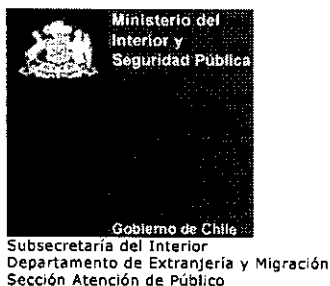 Ministerio del
Interior y
Seguridad Pública
Gobierno de Chile
Subsecretaría del Interior
Departamento de Extranjería y Migración
Sección Atención de Público